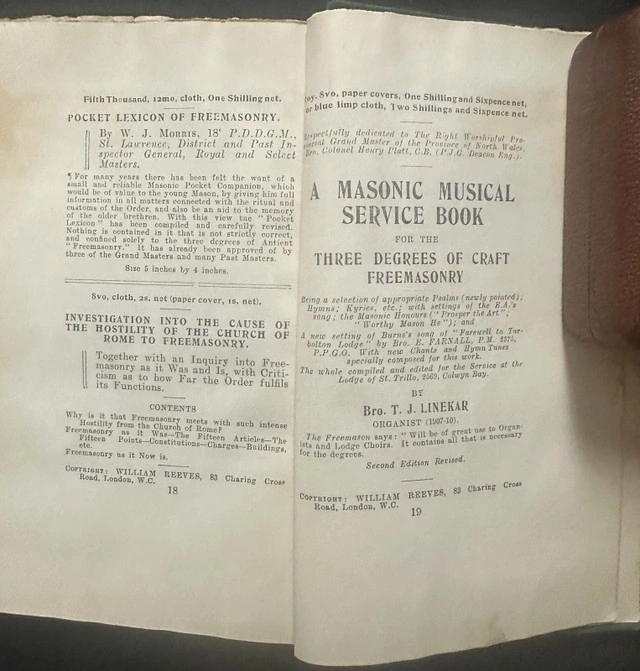 Fifth Thousand, 12mo, cloth, One Shilling net.
POCKET LEXICON OF FREEMASONRY.
By W. J. Morris, 18° P.D.D.G.M.,
St. Lawrence, District and Past In-
spector General, Royal and Select
Masters.
¶ For many years there has been felt the want of a
small and reliable Masonic Pocket Companion, which
would be of value to the young Mason, by giving him full
information in all matters connected with the ritual and
customs of the Order, and also be an aid to the memory
of the older brethren. With this view the "Pocket
Lexicon" has been compiled and carefully revised.
Nothing is contained in it that is not strictly correct,
and confined solely to the three degrees of Antient
"Freemasonry." It has already been approved of by
three of the Grand Masters and many Past Masters.
Size 5 inches by 4 inches.
8vo, cloth, 2s. net (paper cover, 1s. net).
INVESTIGATION INTO THE CAUSE OF
THE HOSTILITY OF THE CHURCH OF
ROME TO FREEMASONRY.
Together with an Inquiry into Free-
masonry as it Was and Is, with Criti-
cism as to how Far the Order fulfils
its Functions.
CONTENTS
Why is it that Freemasonry meets with such intense
Hostility from the Church of Rome?
Freemasonry as it Was—The Fifteen Articles—The
Fifteen Points—Constitutions—Charges—Buildings,
etc.
Freemasonry as it Now is.
COPYRIGHT: WILLIAM REEVES, 83 Charing Cross
Road, London, W.C.
18
roy. 8vo, paper covers, One Shilling and Sixpence net,
or blue limp cloth, Two Shillings and Sixpence net.
Respectfully dedicated to The Right Worshipful Pro-
vincial Grand Master of the Province of North Wales,
Bro. Colonel Henry Platt, C.B. (P.J.G. Deacon Eng.).
A MASONIC MUSICAL
SERVICE BOOK
FOR THE
THREE DEGREES OF CRAFT
FREEMASONRY
Being a selection of appropriate Psalms (newly pointed);
Hymns; Kyries, etc.; with settings of the E.A.'s
song; the Masonic Honours ("Prosper the Art";
"Worthy Mason He"); and
A new setting of Burns's song of "Farewell to Tar-
bolton Lodge" by Bro. E. FARNALL, P.M. 2375,
P.P.G.O. With new Chants and Hymn Tunes
specially composed for this work.
The whole compiled and edited for the Service at the
Lodge of St. Trillo, 2569, Colwyn Bay.
BY
Bro. T. J. LINEKAR
ORGANIST (1907-10).
The Freemason says: "Will be of great use to Organ-
ists and Lodge Choirs. It contains all that is necessary
for the degrees.
Second Edition Revised.
COPYRIGHT: WILLIAM REEVES, 83 Charing Cross
Road, London, W.C.
19